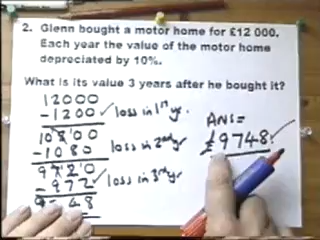 2. Glenn bought a motor home for £12 000.
Each year the value of the motor home
depreciated by 10%.
What is its value 3 years after he bought it?
12000
- 1200 ✓ loss in 1st yr.
10800
- 1080 loss in 2nd yr
9720
- 972 ✓ loss in 3rd yr
48
ANS=
£9748 ✓